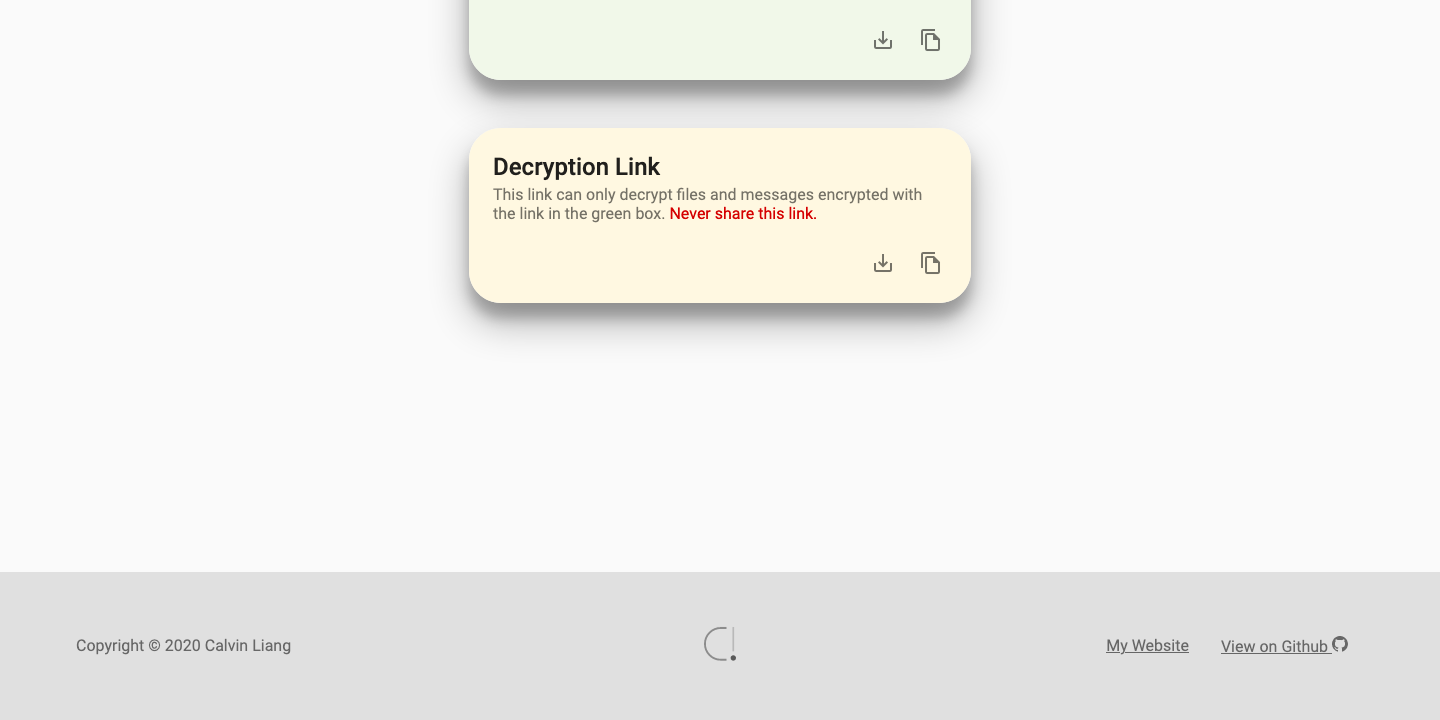 Decryption Link
This link can only decrypt files and messages encrypted with
the link in the green box. Never share this link.
Copyright © 2020 Calvin Liang
My Website
View on Github